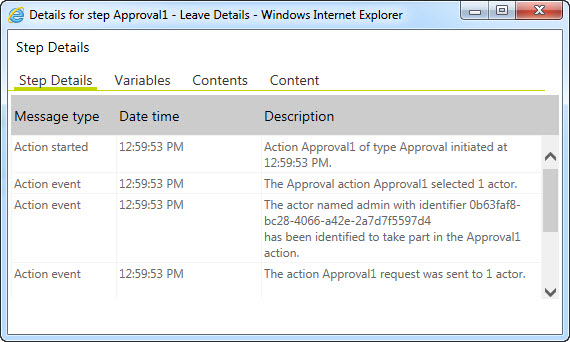 Details for step Approval1 - Leave Details - Windows Internet Explorer
Step Details
Step Details Variables Contents Content
Message type Date time Description
Action started 12:59:53 PM Action Approval1 of type Approval initiated at
12:59:53 PM.
Action event 12:59:53 PM The Approval action Approval1 selected 1 actor.
Action event 12:59:53 PM The actor named admin with identifier 0b63faf8-
bc28-4066-a42e-2a7d7f5597d4
has been identified to take part in the Approval1
action.
Action event 12:59:53 PM The action Approval1 request was sent to 1 actor.